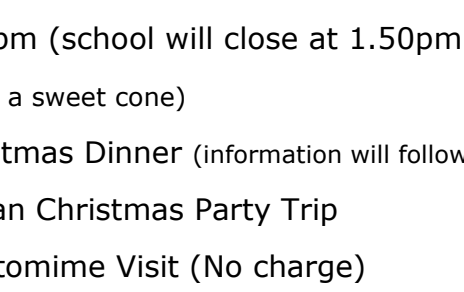 pm (school will close at 1.50pm
a sweet cone)
tmas Dinner (information will follow
an Christmas Party Trip
tomime Visit (No charge)